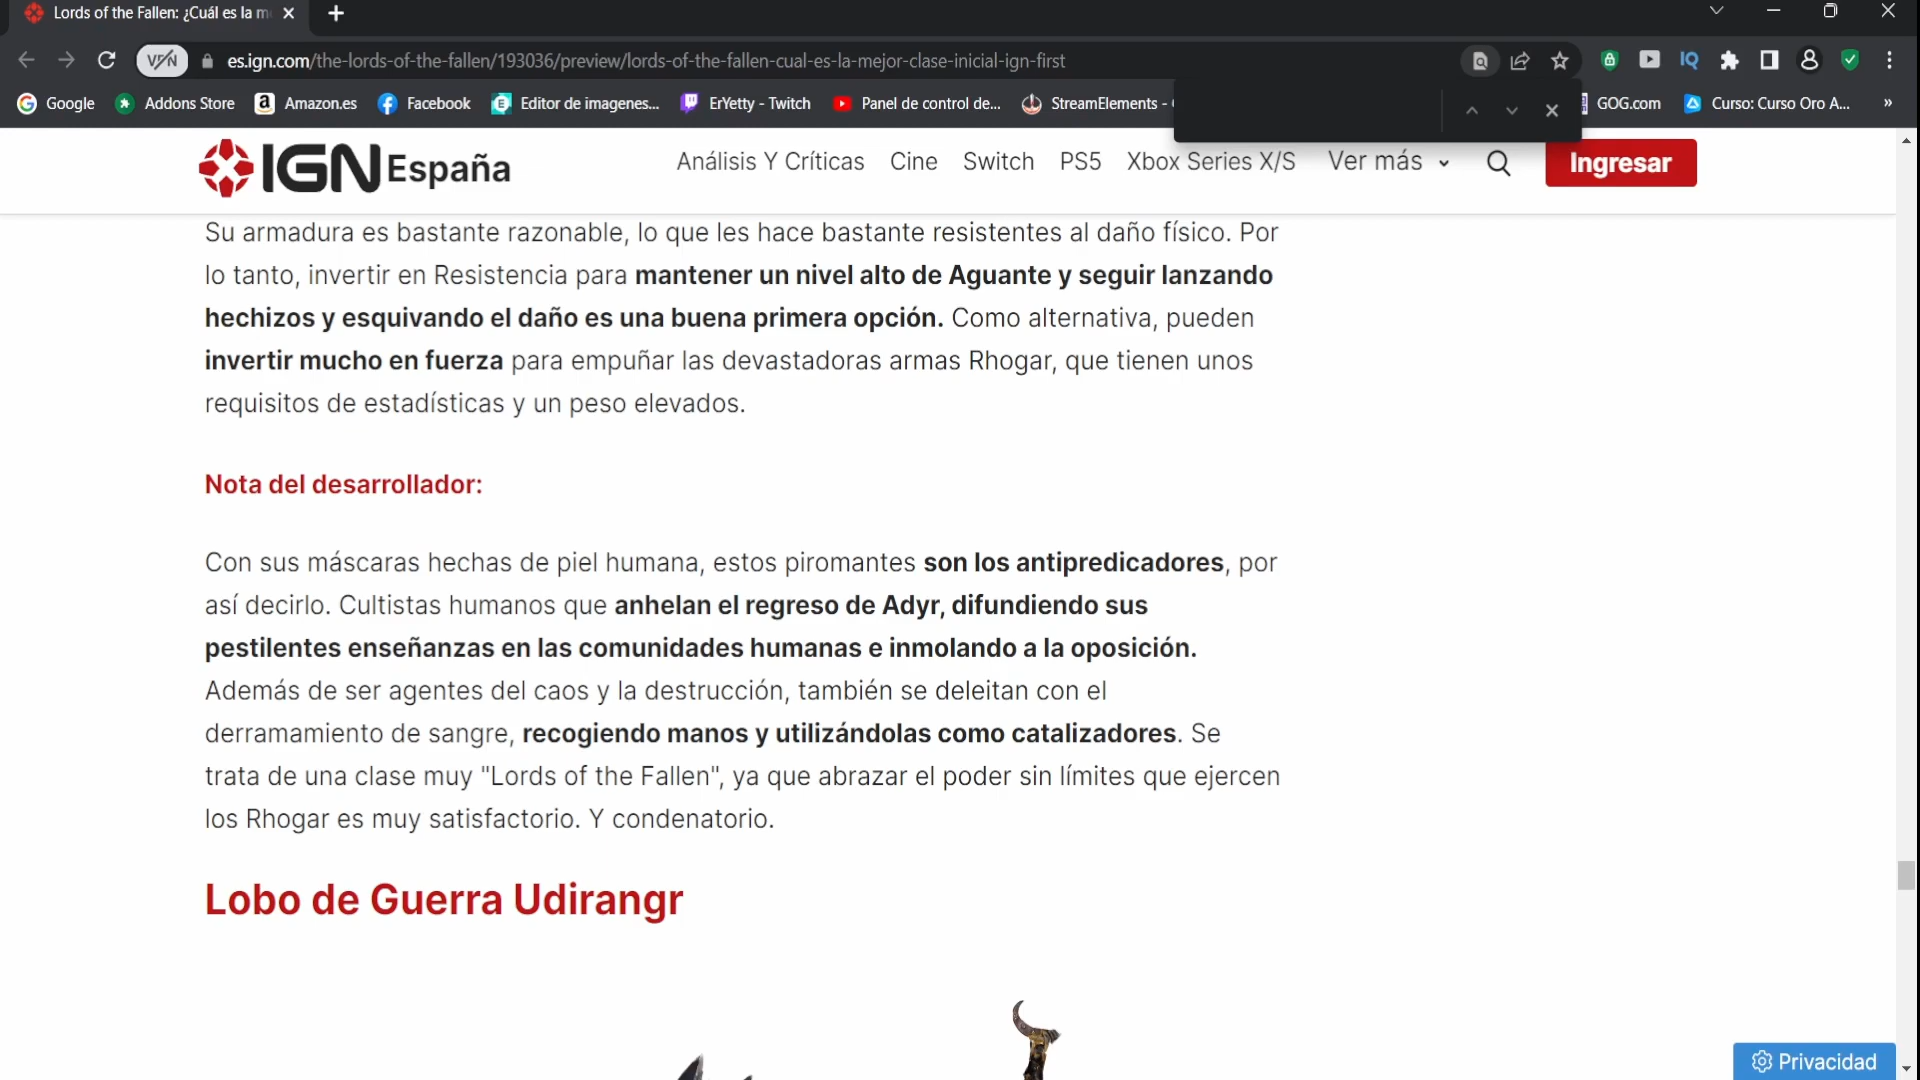 Lords of the Fallen: ¿Cuál es la m
VPN
es.ign.com/the-lords-of-the-fallen/193036/preview/lords-of-the-fallen-cual-es-la-mejor-clase-inicial-ign-first
IQ
Google Addons Store Amazon.es Facebook Editor de imagenes... ErYetty - Twitch Panel de control de... StreamElements - GOG.com Curso: Curso Oro A... »
IGN España Análisis Y Críticas Cine Switch PS5 Xbox Series X/S Ver más Ingresar
Su armadura es bastante razonable, lo que les hace bastante resistentes al daño físico. Por
lo tanto, invertir en Resistencia para mantener un nivel alto de Aguante y seguir lanzando
hechizos y esquivando el daño es una buena primera opción. Como alternativa, pueden
invertir mucho en fuerza para empuñar las devastadoras armas Rhogar, que tienen unos
requisitos de estadísticas y un peso elevados.
Nota del desarrollador:
Con sus máscaras hechas de piel humana, estos piromantes son los antipredicadores, por
así decirlo. Cultistas humanos que anhelan el regreso de Adyr, difundiendo sus
pestilentes enseñanzas en las comunidades humanas e inmolando a la oposición.
Además de ser agentes del caos y la destrucción, también se deleitan con el
derramamiento de sangre, recogiendo manos y utilizándolas como catalizadores. Se
trata de una clase muy "Lords of the Fallen", ya que abrazar el poder sin límites que ejercen
los Rhogar es muy satisfactorio. Y condenatorio.
Lobo de Guerra Udirangr
Privacidad